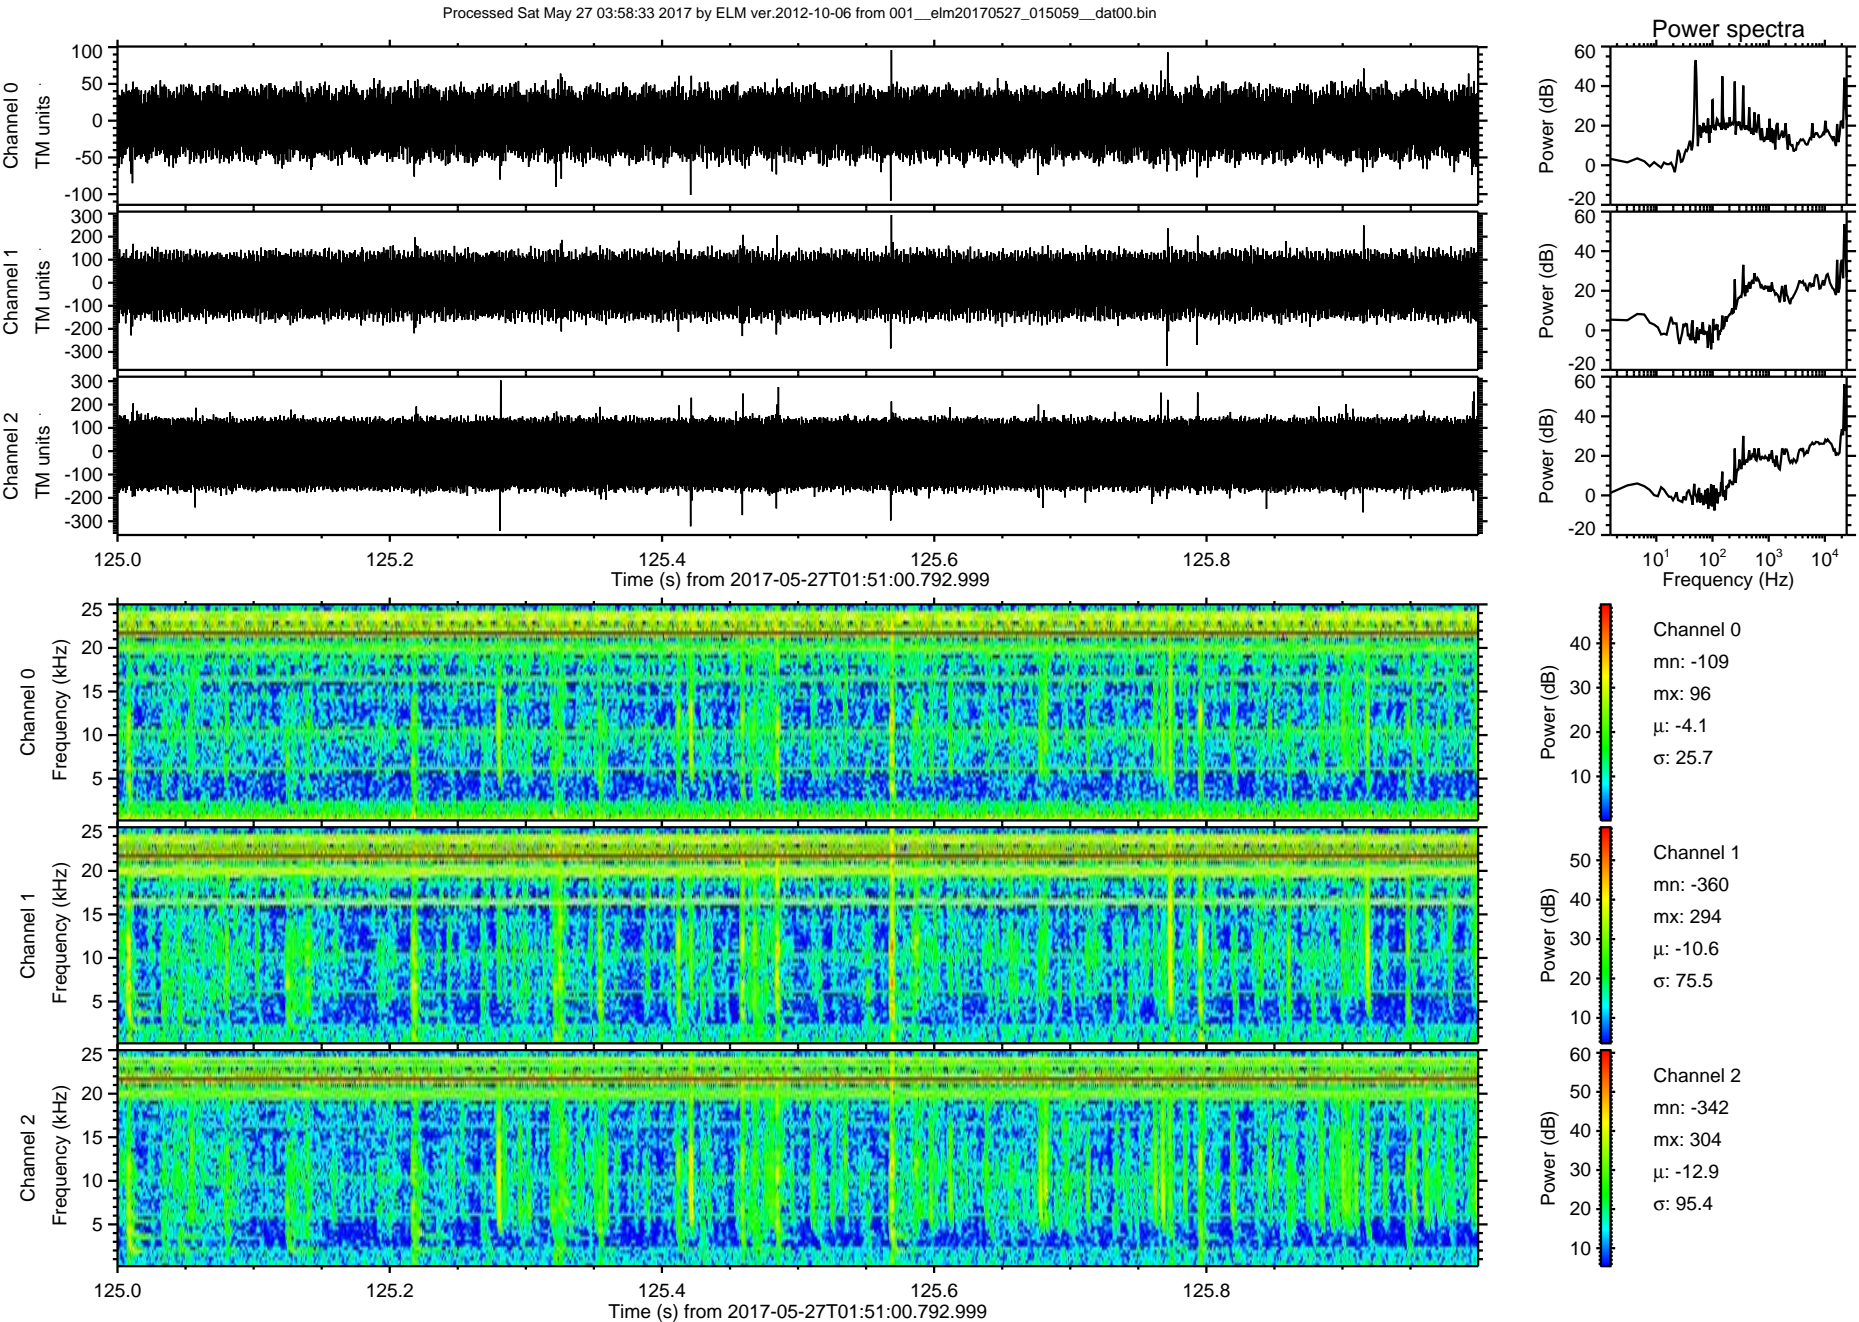 Processed Sat May 27 03:58:33 2017 by ELM ver.2012-10-06 from 001__elm20170527_015059__dat00.bin
Power spectra
Channel 0
TM units
100
50
0
-50
-100
Power (dB)
60
40
20
0
-20
Channel 1
TM units
300
200
100
0
-100
-200
-300
Power (dB)
60
40
20
0
-20
Channel 2
TM units
300
200
100
0
-100
-200
-300
Power (dB)
60
40
20
0
-20
125.0 125.2 125.4 125.6 125.8
Time (s) from 2017-05-27T01:51:00.792.999
10¹ 10² 10³ 10⁴
Frequency (Hz)
Channel 0
Frequency (kHz)
25
20
15
10
5
Power (dB)
40
30
20
10
Channel 0
mn: -109
mx: 96
μ: -4.1
σ: 25.7
Channel 1
Frequency (kHz)
25
20
15
10
5
Power (dB)
50
40
30
20
10
Channel 1
mn: -360
mx: 294
μ: -10.6
σ: 75.5
Channel 2
Frequency (kHz)
25
20
15
10
5
Power (dB)
60
50
40
30
20
10
Channel 2
mn: -342
mx: 304
μ: -12.9
σ: 95.4
125.0 125.2 125.4 125.6 125.8
Time (s) from 2017-05-27T01:51:00.792.999